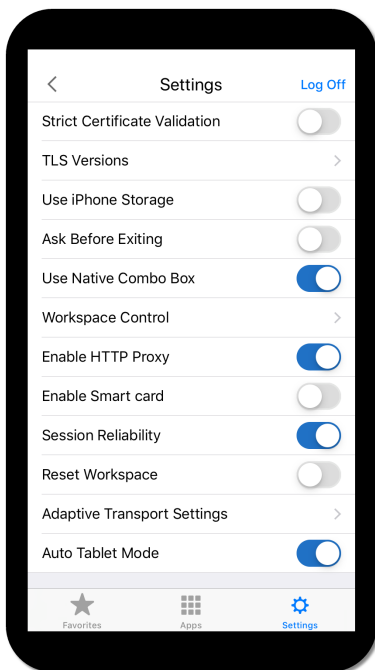 Settings
Log Off
Strict Certificate Validation
TLS Versions
Use iPhone Storage
Ask Before Exiting
Use Native Combo Box
Workspace Control
Enable HTTP Proxy
Enable Smart card
Session Reliability
Reset Workspace
Adaptive Transport Settings
Auto Tablet Mode
Favorites
Apps
Settings